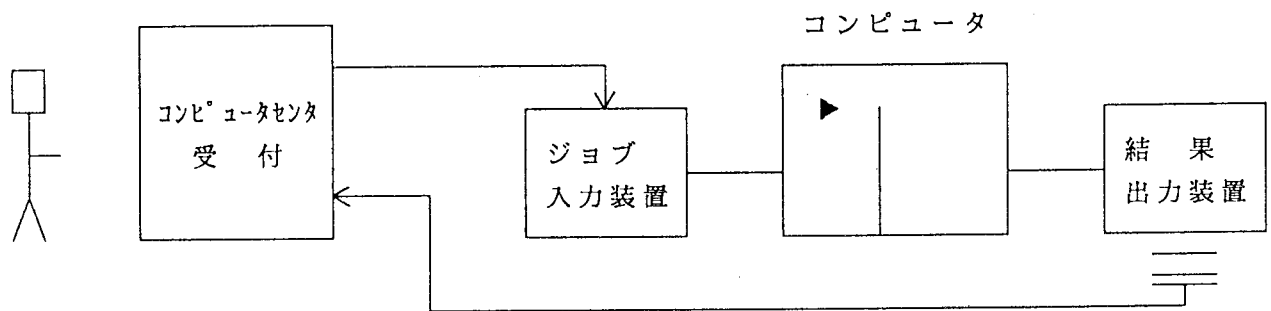 コンピュータ
コンピュータセンタ
受 付
ジョブ
入力装置
結 果
出力装置